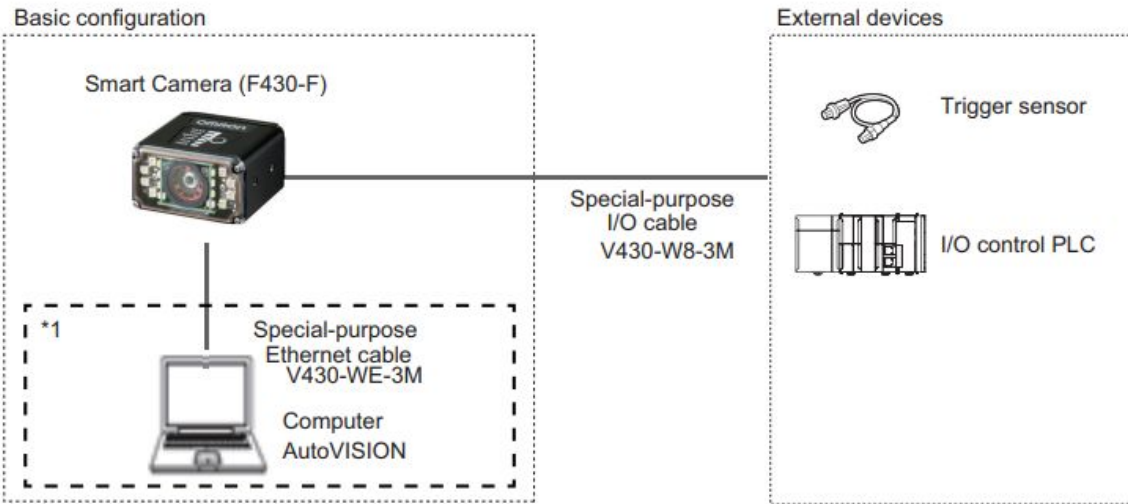 Basic configuration
External devices
Smart Camera (F430-F)
OMRON
Trigger sensor
Special-purpose
I/O cable
V430-W8-3M
I/O control PLC
*1
Special-purpose
Ethernet cable
V430-WE-3M
Computer
AutoVISION